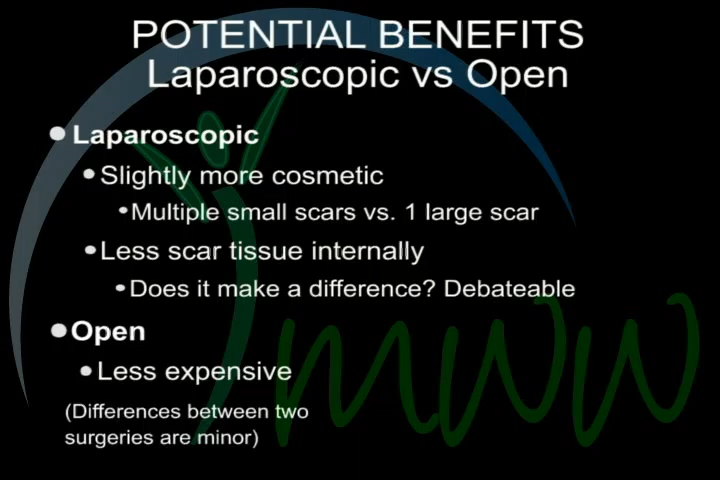 POTENTIAL BENEFITS
Laparoscopic vs Open
• Laparoscopic
• Slightly more cosmetic
• Multiple small scars vs. 1 large scar
• Less scar tissue internally
• Does it make a difference? Debateable
• Open
• Less expensive
(Differences between two
surgeries are minor)
mww